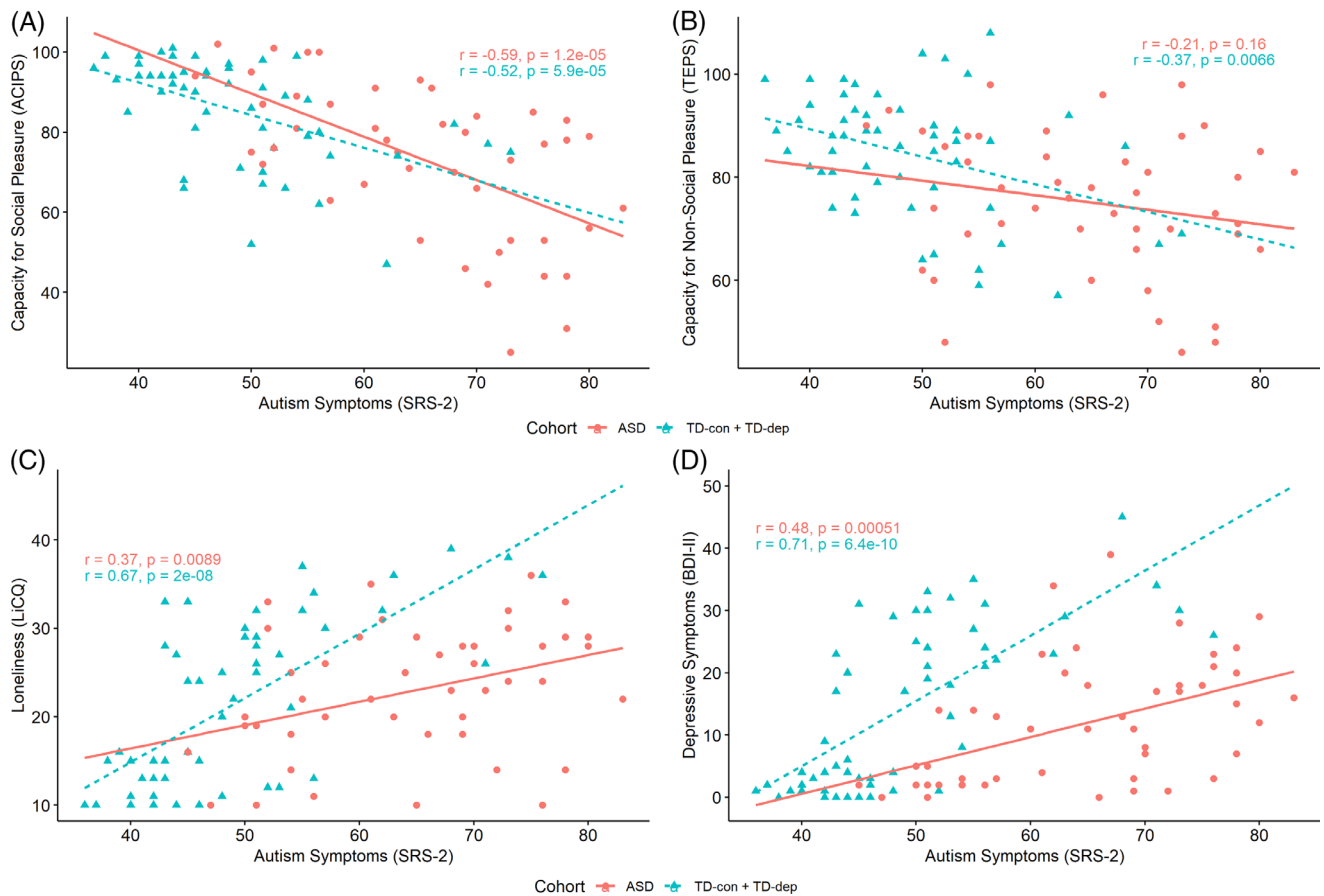 (A)
r = -0.59, p = 1.2e-05
r = -0.52, p = 5.9e-05
Capacity for Social Pleasure (ACIPS)
100
80
60
40
40 50 60 70 80
Autism Symptoms (SRS-2)
(B)
r = -0.21, p = 0.16
r = -0.37, p = 0.0066
Capacity for Non-Social Pleasure (TEPS)
100
80
60
40 50 60 70 80
Autism Symptoms (SRS-2)
Cohort ASD TD-con + TD-dep
(C)
r = 0.37, p = 0.0089
r = 0.67, p = 2e-08
Loneliness (LiCQ)
40
30
20
10
40 50 60 70 80
Autism Symptoms (SRS-2)
(D)
r = 0.48, p = 0.00051
r = 0.71, p = 6.4e-10
Depressive Symptoms (BDI-II)
50
40
30
20
10
0
40 50 60 70 80
Autism Symptoms (SRS-2)
Cohort ASD TD-con + TD-dep